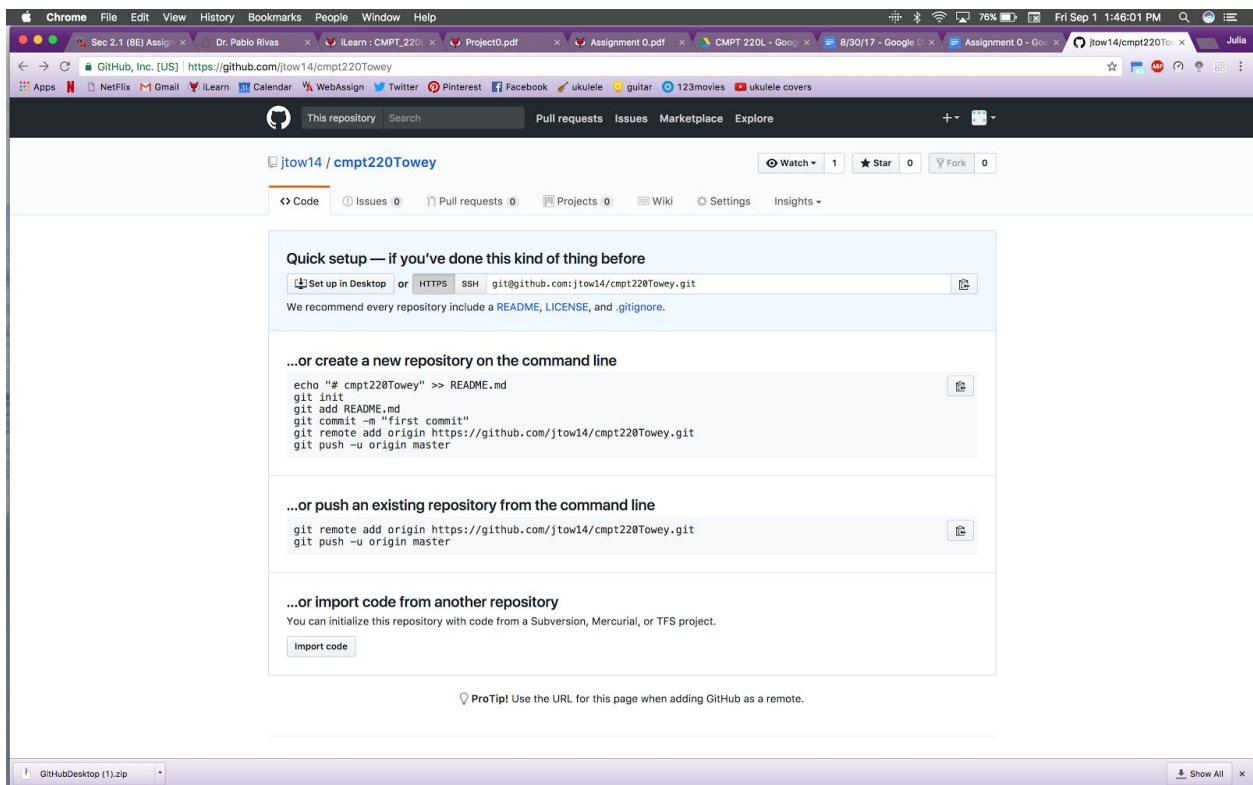 Chrome File Edit View History Bookmarks People Window Help 76% Fri Sep 1 1:46:01 PM
Sec 2.1 (8E) Assign Dr. Pablo Rivas iLearn : CMPT_220L Project0.pdf Assignment 0.pdf CMPT 220L - Goog 8/30/17 - Google D Assignment 0 - Goo jtow14/cmpt220To Julia
GitHub, Inc. [US] https://github.com/jtow14/cmpt220Towey
Apps NetFlix Gmail iLearn Calendar WebAssign Twitter Pinterest Facebook ukulele guitar 123movies ukulele covers
This repository Search Pull requests Issues Marketplace Explore
jtow14 / cmpt220Towey Watch 1 Star 0 Fork 0
Code Issues 0 Pull requests 0 Projects 0 Wiki Settings Insights
Quick setup — if you've done this kind of thing before
Set up in Desktop or HTTPS SSH git@github.com:jtow14/cmpt220Towey.git
We recommend every repository include a README, LICENSE, and .gitignore.
...or create a new repository on the command line
echo "# cmpt220Towey" >> README.md
git init
git add README.md
git commit -m "first commit"
git remote add origin https://github.com/jtow14/cmpt220Towey.git
git push -u origin master
...or push an existing repository from the command line
git remote add origin https://github.com/jtow14/cmpt220Towey.git
git push -u origin master
...or import code from another repository
You can initialize this repository with code from a Subversion, Mercurial, or TFS project.
Import code
ProTip! Use the URL for this page when adding GitHub as a remote.
GitHubDesktop (1).zip Show All